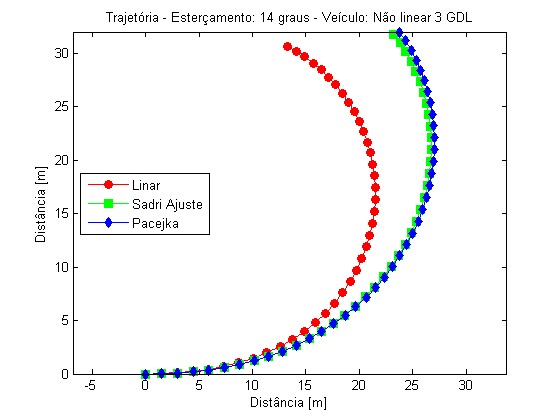 Trajetória - Esterçamento: 14 graus - Veículo: Não linear 3 GDL
30
25
20
15
10
5
0
Distância [m]
Linar
Sadri Ajuste
Pacejka
-5 0 5 10 15 20 25 30
Distância [m]